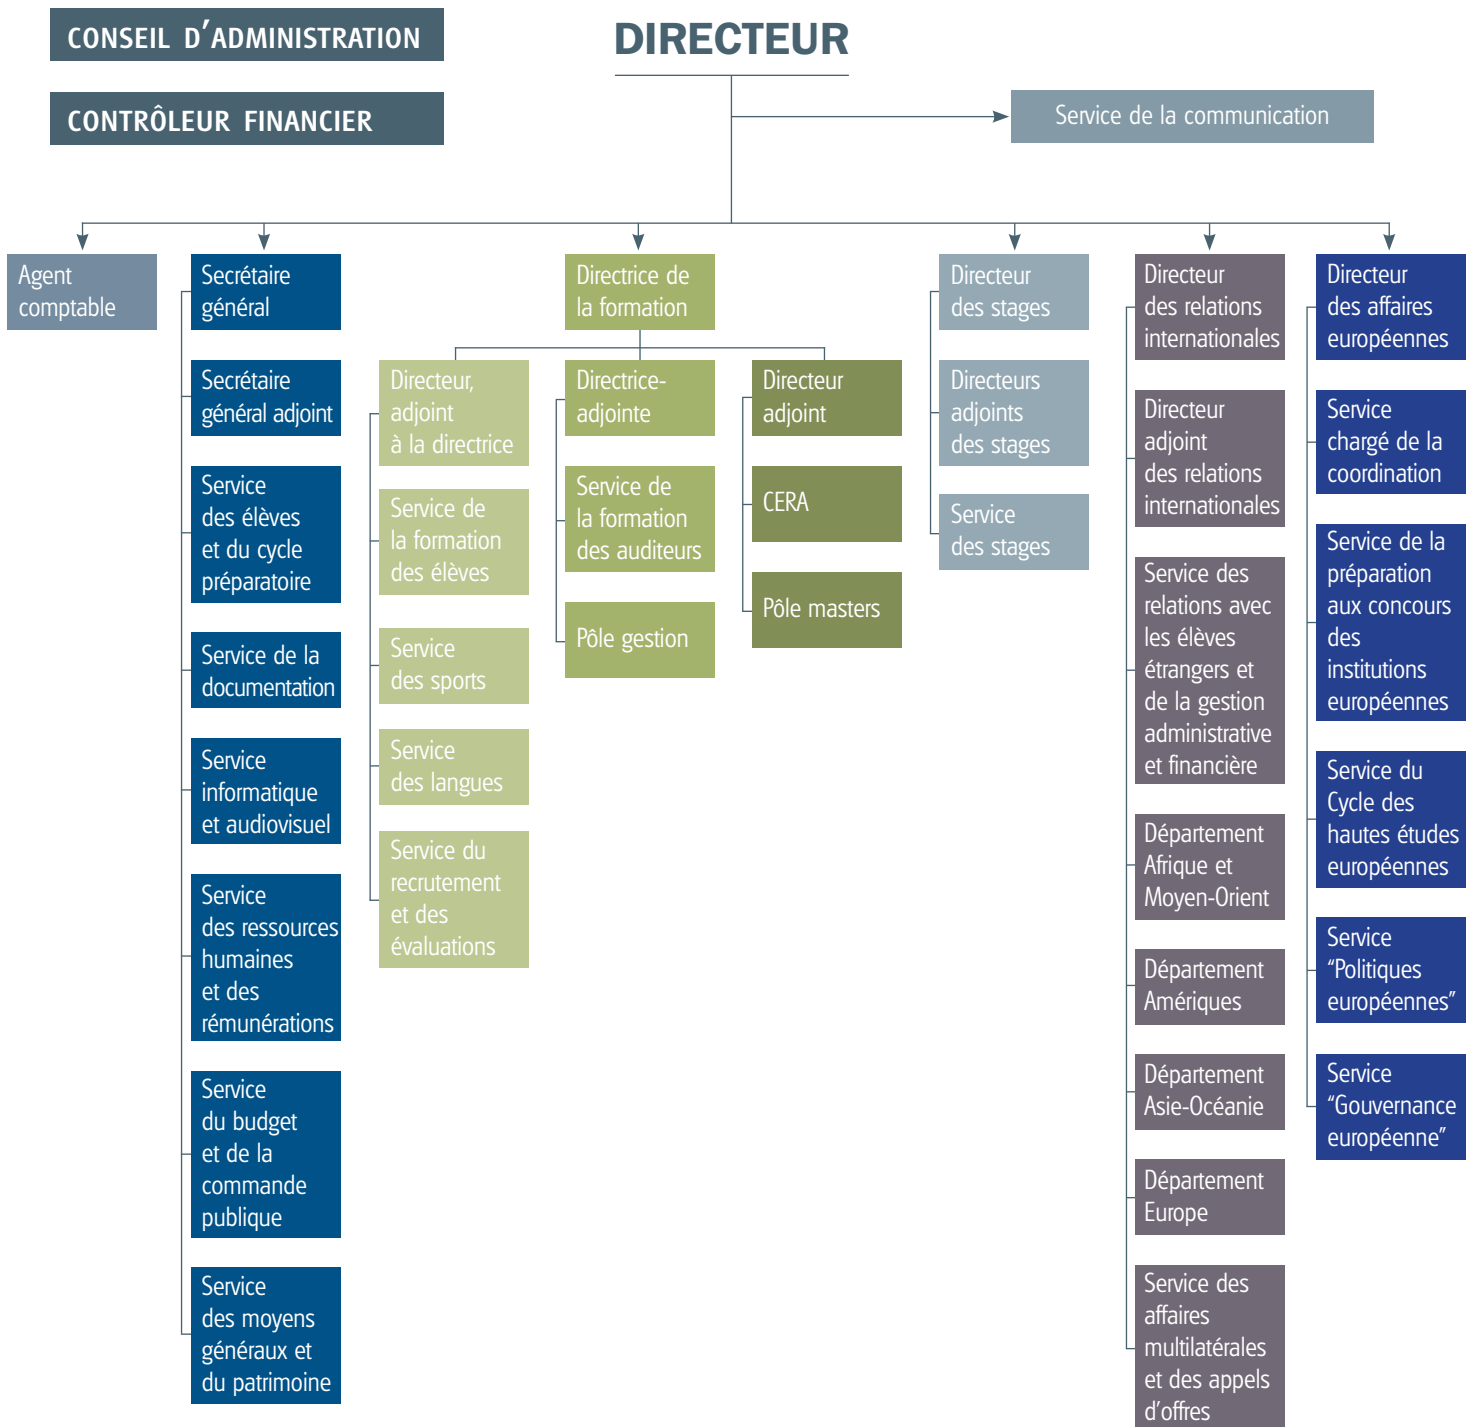 CONSEIL D'ADMINISTRATION
CONTRÔLEUR FINANCIER
DIRECTEUR
Service de la communication
Agent
comptable
Secrétaire
général
Secrétaire
général adjoint
Service
des élèves
et du cycle
préparatoire
Service de la
documentation
Service
informatique
et audiovisuel
Service
des ressources
humaines
et des
rémunérations
Service
du budget
et de la
commande
publique
Service
des moyens
généraux et
du patrimoine
Directrice de
la formation
Directeur,
adjoint
à la directrice
Service de
la formation
des élèves
Service
des sports
Service
des langues
Service du
recrutement
et des
évaluations
Directrice-
adjointe
Service de
la formation
des auditeurs
Pôle gestion
Directeur
adjoint
CERA
Pôle masters
Directeur
des stages
Directeurs
adjoints
des stages
Service
des stages
Directeur
des relations
internationales
Directeur
adjoint
des relations
internationales
Service des
relations avec
les élèves
étrangers et
de la gestion
administrative
et financière
Département
Afrique et
Moyen-Orient
Département
Amériques
Département
Asie-Océanie
Département
Europe
Service des
affaires
multilatérales
et des appels
d'offres
Directeur
des affaires
européennes
Service
chargé de la
coordination
Service de la
préparation
aux concours
des
institutions
européennes
Service du
Cycle des
hautes études
européennes
Service
“Politiques
européennes”
Service
“Gouvernance
européenne”